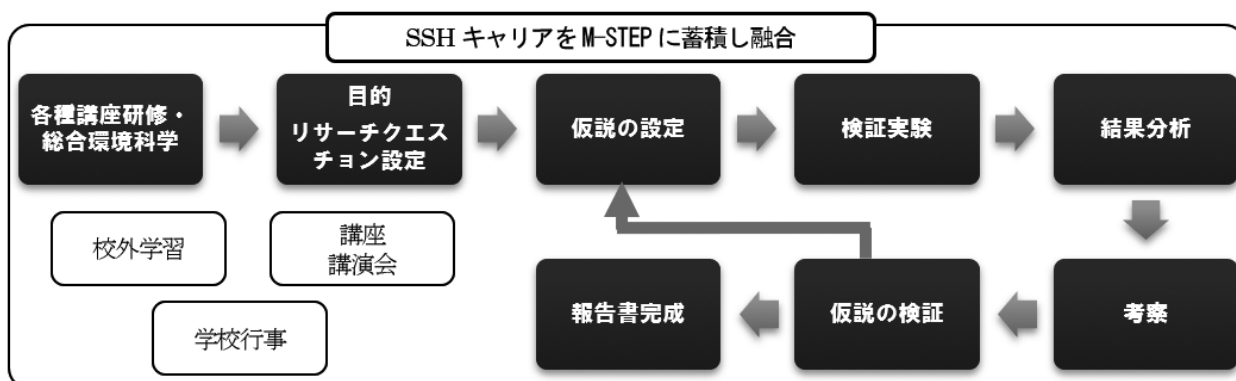 SSH キャリアを M-STEP に蓄積し融合
各種講座研修・
総合環境科学
目的
リサーチクエス
チョン設定
仮説の設定
検証実験
結果分析
校外学習
講座
講演会
学校行事
報告書完成
仮説の検証
考察